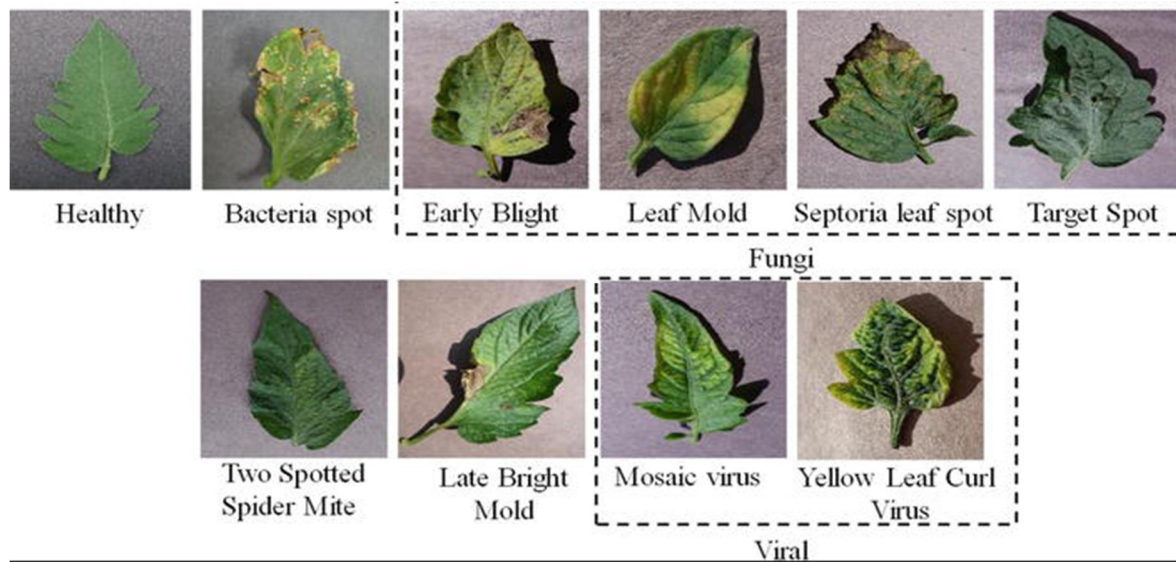 Healthy
Bacteria spot
Early Blight
Leaf Mold
Septoria leaf spot
Target Spot
Fungi
Two Spotted
Spider Mite
Late Bright
Mold
Mosaic virus
Yellow Leaf Curl
Virus
Viral